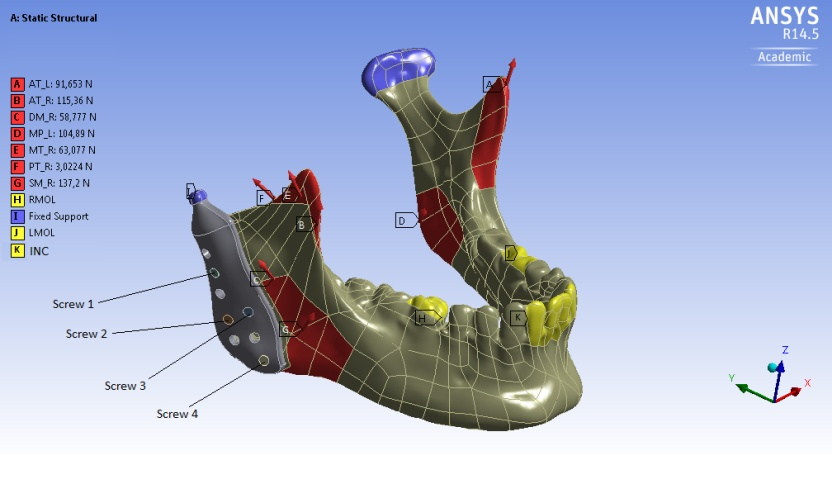 A: Static Structural
ANSYS
R14.5
Academic
A AT_L: 91,653 N
B AT_R: 115,36 N
C DM_R: 58,777 N
D MP_L: 104,89 N
E MT_R: 63,077 N
F PT_R: 3,0224 N
G SM_R: 137,2 N
H RMOL
I Fixed Support
J LMOL
K INC
A
I
F
E
D
B
J
C
H
K
G
Screw 1
Screw 2
Screw 3
Screw 4
Z
Y
X